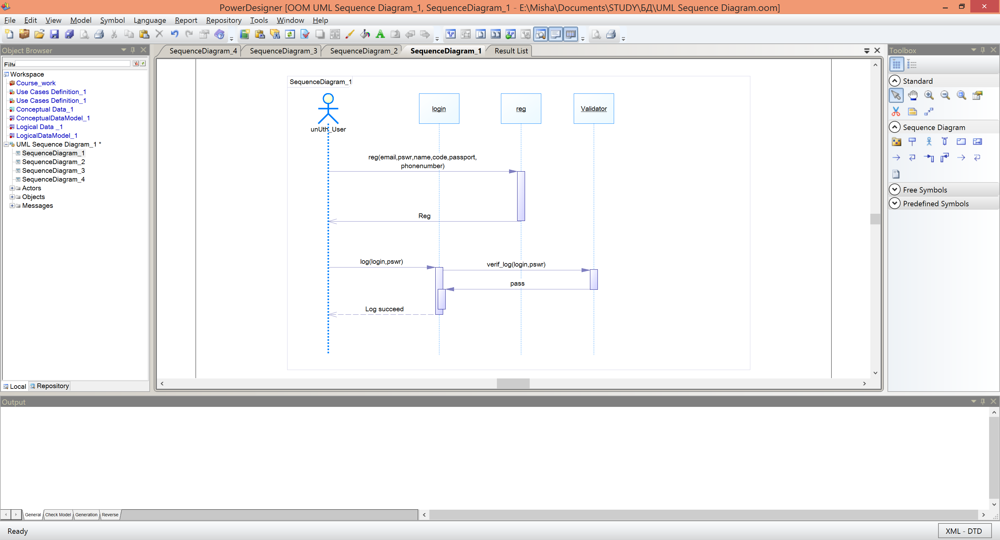 PowerDesigner [OOM UML Sequence Diagram_1, SequenceDiagram_1 - E:\Misha\Documents\STUDY\БД\UML Sequence Diagram.oom]
File Edit View Model Symbol Language Report Repository Tools Window Help
Object Browser
SequenceDiagram_4 SequenceDiagram_3 SequenceDiagram_2 SequenceDiagram_1 Result List
Toolbox
Filte
Workspace
Course_work
Use Cases Definition_1
Use Cases Definition_1
Conceptual Data_1
ConceptualDataModel_1
Logical Data _1
LogicalDataModel_1
UML Sequence Diagram_1 *
SequenceDiagram_1
SequenceDiagram_2
SequenceDiagram_3
SequenceDiagram_4
Actors
Objects
Messages
Local Repository
SequenceDiagram_1
login
reg
Validator
unUth_User
reg(email,pswr,name,code,passport,
phonenumber)
Reg
log(login,pswr)
verif_log(login,pswr)
pass
Log succeed
Standard
Sequence Diagram
Free Symbols
Predefined Symbols
Output
General Check Model Generation Reverse
Ready
XML - DTD